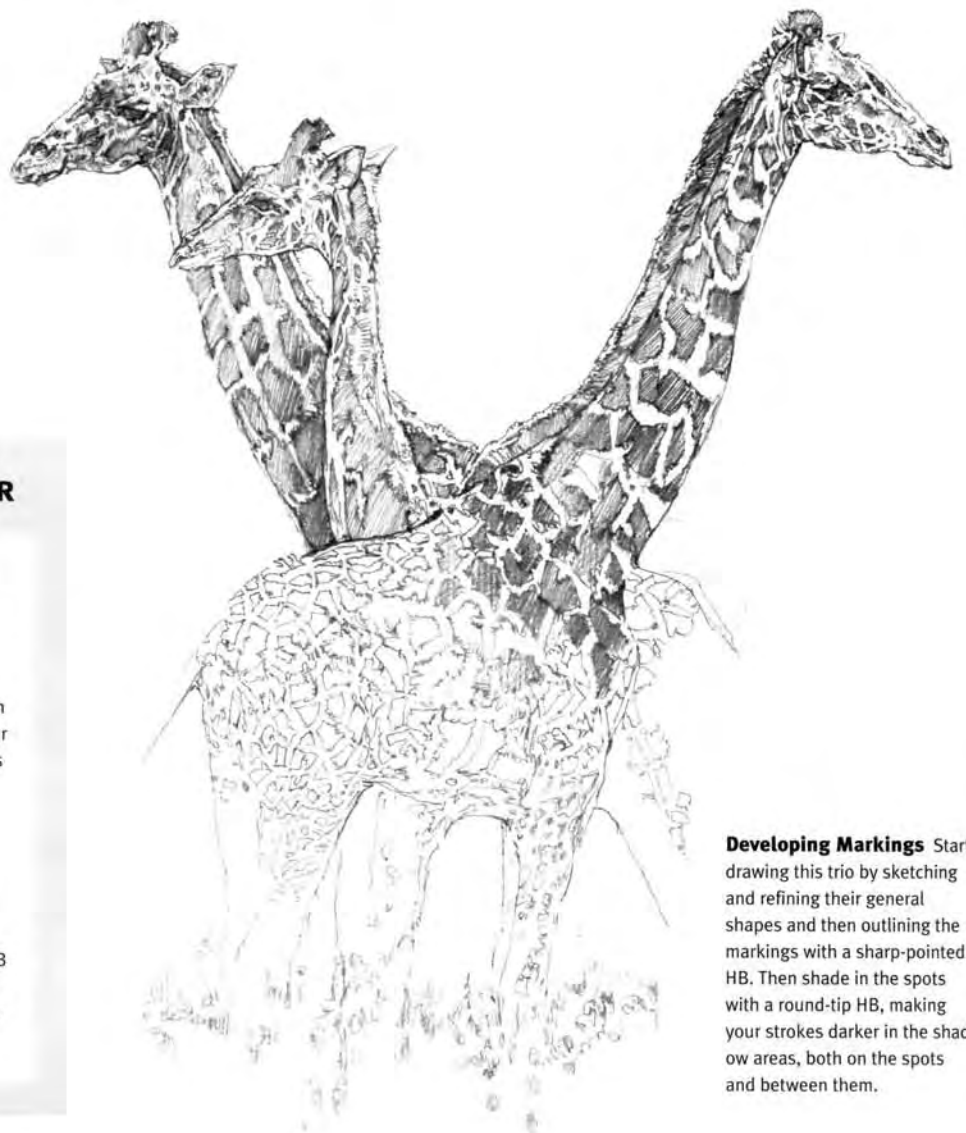 R
n
r
s
Developing Markings Start
drawing this trio by sketching
and refining their general
shapes and then outlining the
markings with a sharp-pointed
HB. Then shade in the spots
with a round-tip HB, making
your strokes darker in the shad
ow areas, both on the spots
and between them.